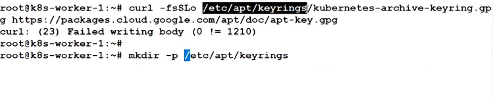 root@k8s-worker-1:~# curl -fsSLo /etc/apt/keyrings/kubernetes-archive-keyring.gp
g https://packages.cloud.google.com/apt/doc/apt-key.gpg
curl: (23) Failed writing body (0 != 1210)
root@k8s-worker-1:~#
root@k8s-worker-1:~# mkdir -p /etc/apt/keyrings